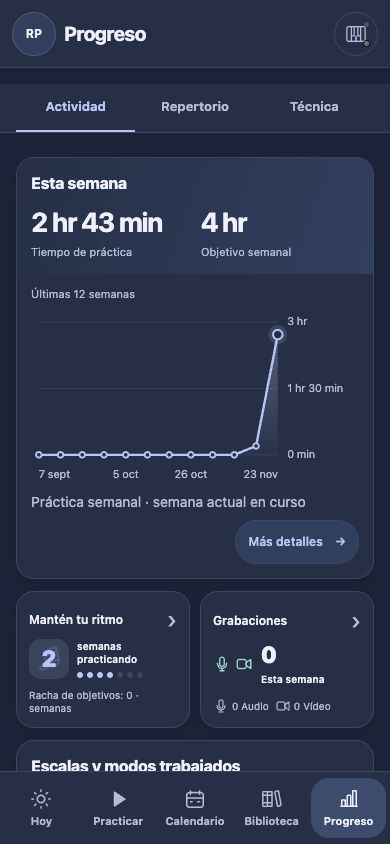 RP
Progreso
Actividad
Repertorio
Técnica
Esta semana
2 hr 43 min
4 hr
Tiempo de práctica
Objetivo semanal
Últimas 12 semanas
3 hr
1 hr 30 min
0 min
7 sept
5 oct
26 oct
23 nov
Práctica semanal · semana actual en curso
Más detalles →
Mantén tu ritmo
2
semanas
practicando
Racha de objetivos: 0 ·
semanas
Grabaciones
0
Esta semana
0 Audio
0 Vídeo
Escalas y modos trabajados
Hoy
Practicar
Calendario
Biblioteca
Progreso